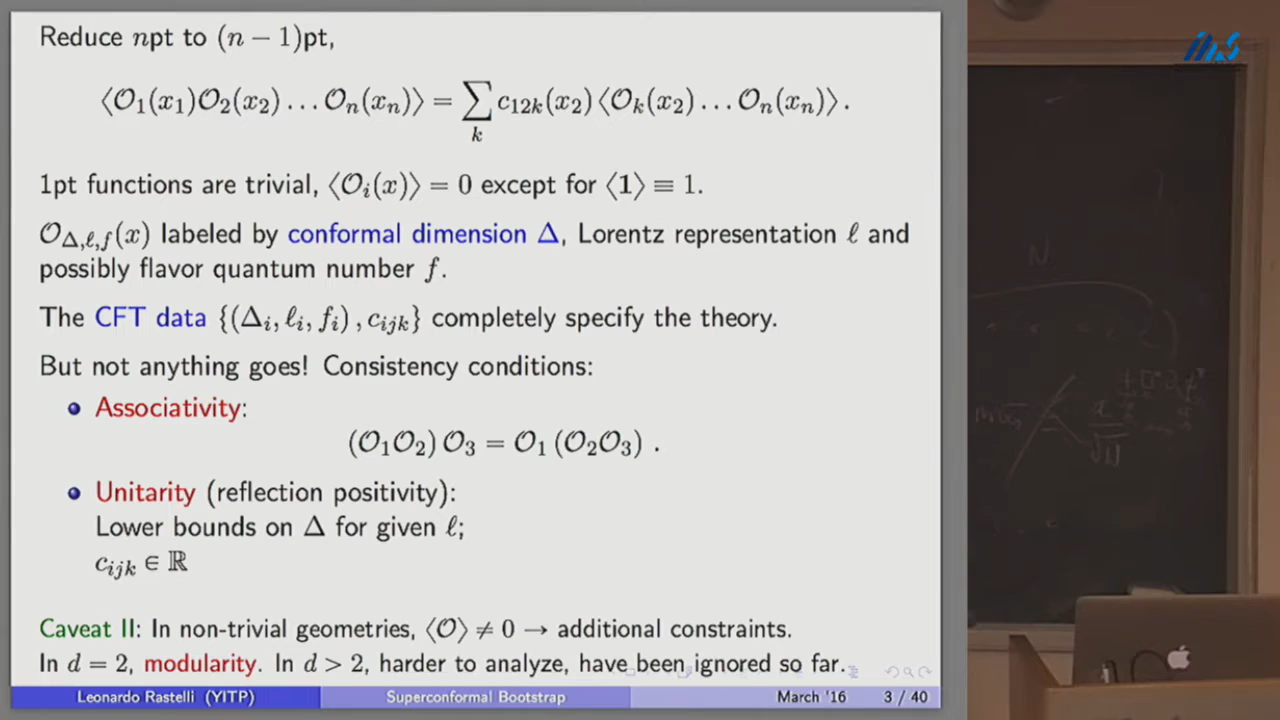 Reduce npt to (n − 1)pt,
⟨𝒪₁(x₁)𝒪₂(x₂) … 𝒪ₙ(xₙ)⟩ = ∑ₖ c₁₂ₖ(x₂) ⟨𝒪ₖ(x₂) … 𝒪ₙ(xₙ)⟩ .
1pt functions are trivial, ⟨𝒪ᵢ(x)⟩ = 0 except for ⟨1⟩ ≡ 1.
𝒪_{Δ,ℓ,f}(x) labeled by conformal dimension Δ, Lorentz representation ℓ and
possibly flavor quantum number f.
The CFT data {(Δᵢ, ℓᵢ, fᵢ) , cᵢⱼₖ} completely specify the theory.
But not anything goes! Consistency conditions:
Associativity:
(𝒪₁𝒪₂) 𝒪₃ = 𝒪₁ (𝒪₂𝒪₃) .
Unitarity (reflection positivity):
Lower bounds on Δ for given ℓ;
cᵢⱼₖ ∈ ℝ
Caveat II: In non-trivial geometries, ⟨𝒪⟩ ≠ 0 → additional constraints.
In d = 2, modularity. In d > 2, harder to analyze, have been ignored so far.
Leonardo Rastelli (YITP) Superconformal Bootstrap March '16 3 / 40
N